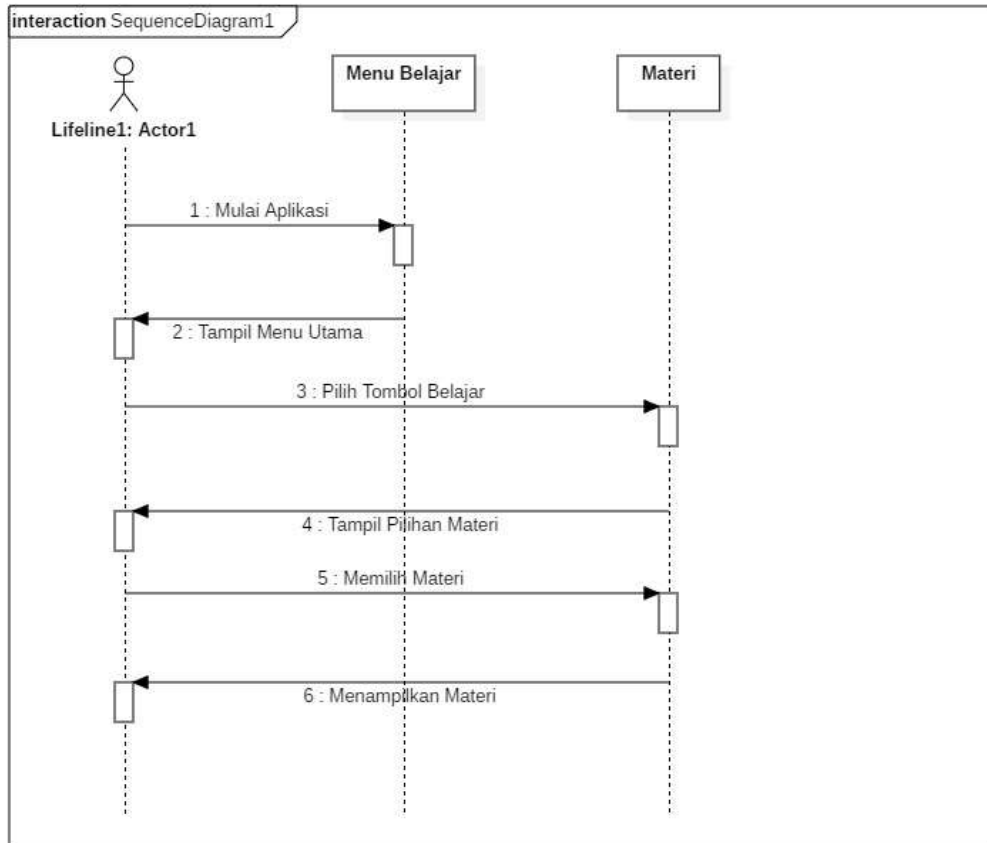 interaction SequenceDiagram1
Menu Belajar
Materi
Lifeline1: Actor1
1 : Mulai Aplikasi
2 : Tampil Menu Utama
3 : Pilih Tombol Belajar
4 : Tampil Pilihan Materi
5 : Memilih Materi
6 : Menampilkan Materi